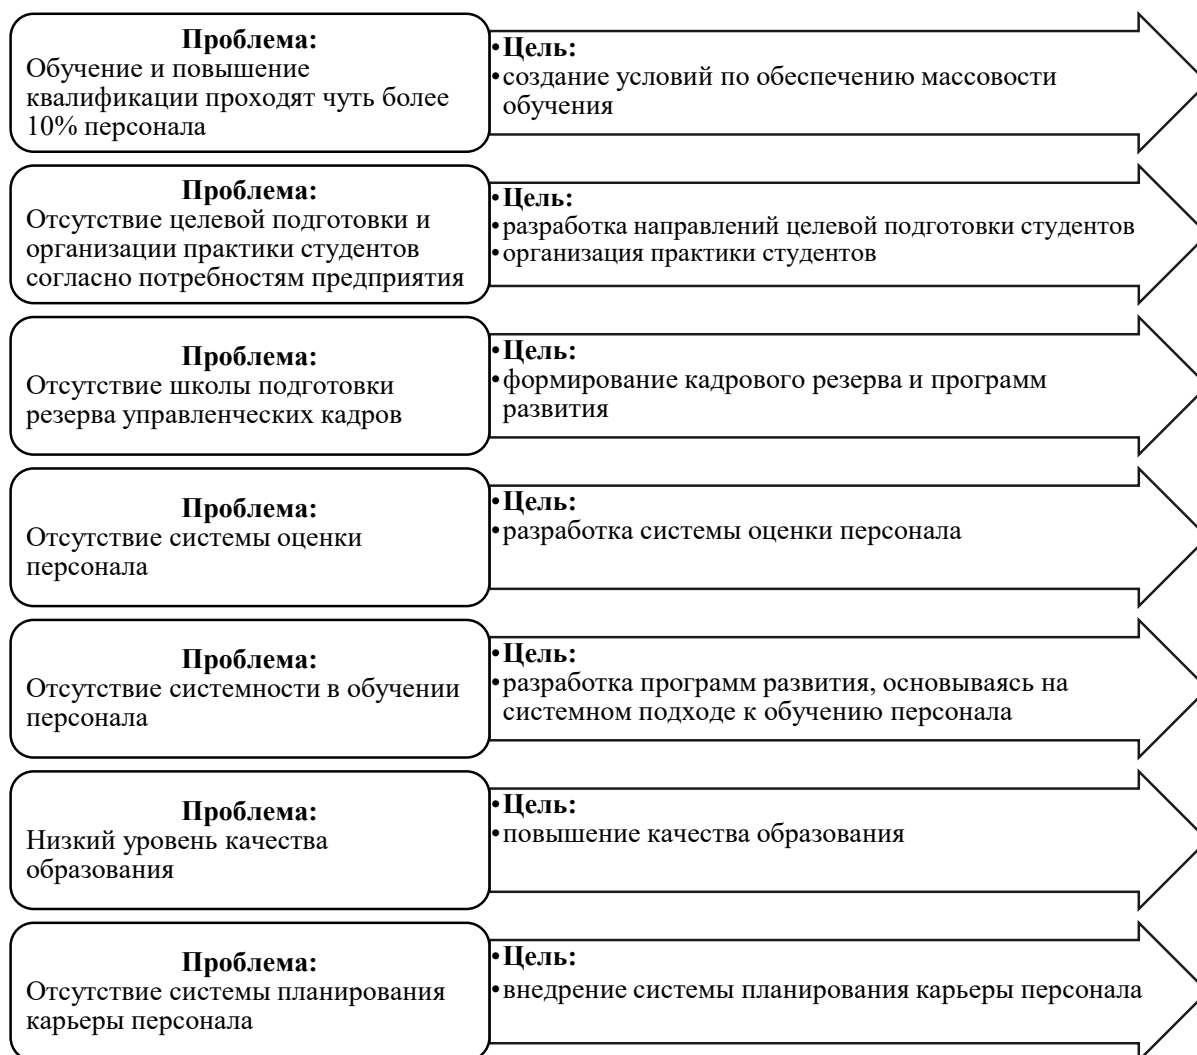 Проблема:
Обучение и повышение
квалификации проходят чуть более
10% персонала
•Цель:
•создание условий по обеспечению массовости
обучения
Проблема:
Отсутствие целевой подготовки и
организации практики студентов
согласно потребностям предприятия
•Цель:
•разработка направлений целевой подготовки студентов
•организация практики студентов
Проблема:
Отсутствие школы подготовки
резерва управленческих кадров
•Цель:
•формирование кадрового резерва и программ
развития
Проблема:
Отсутствие системы оценки
персонала
•Цель:
•разработка системы оценки персонала
Проблема:
Отсутствие системности в обучении
персонала
•Цель:
•разработка программ развития, основываясь на
системном подходе к обучению персонала
Проблема:
Низкий уровень качества
образования
•Цель:
•повышение качества образования
Проблема:
Отсутствие системы планирования
карьеры персонала
•Цель:
•внедрение системы планирования карьеры персонала